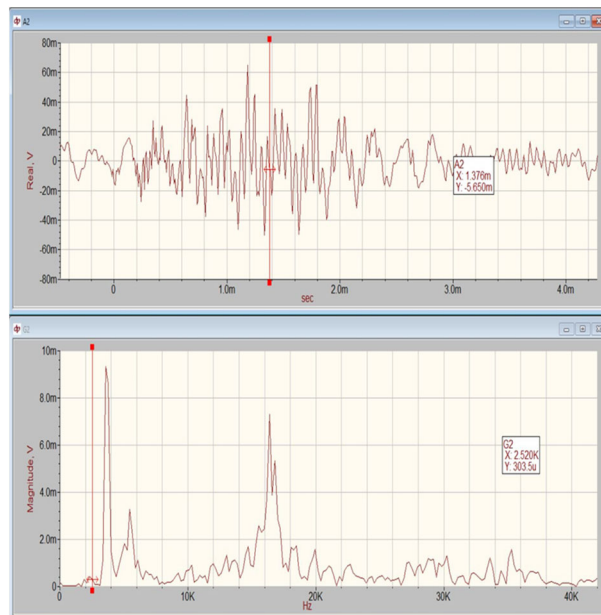 A2
80m
60m
40m
20m
0
-20m
-40m
-60m
-80m
Real, V
A2
X: 1.376m
Y: -5.650m
0 1.0m 2.0m 3.0m 4.0m
sec
G2
10m
8.0m
6.0m
4.0m
2.0m
0
Magnitude, V
G2
X: 2.520K
Y: 303.5u
0 10K 20K 30K 40K
Hz